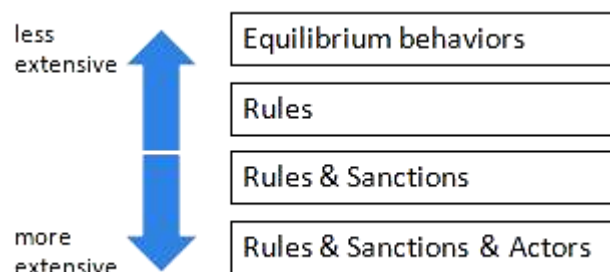 less
extensive
Equilibrium behaviors
Rules
Rules & Sanctions
more
extensive
Rules & Sanctions & Actors